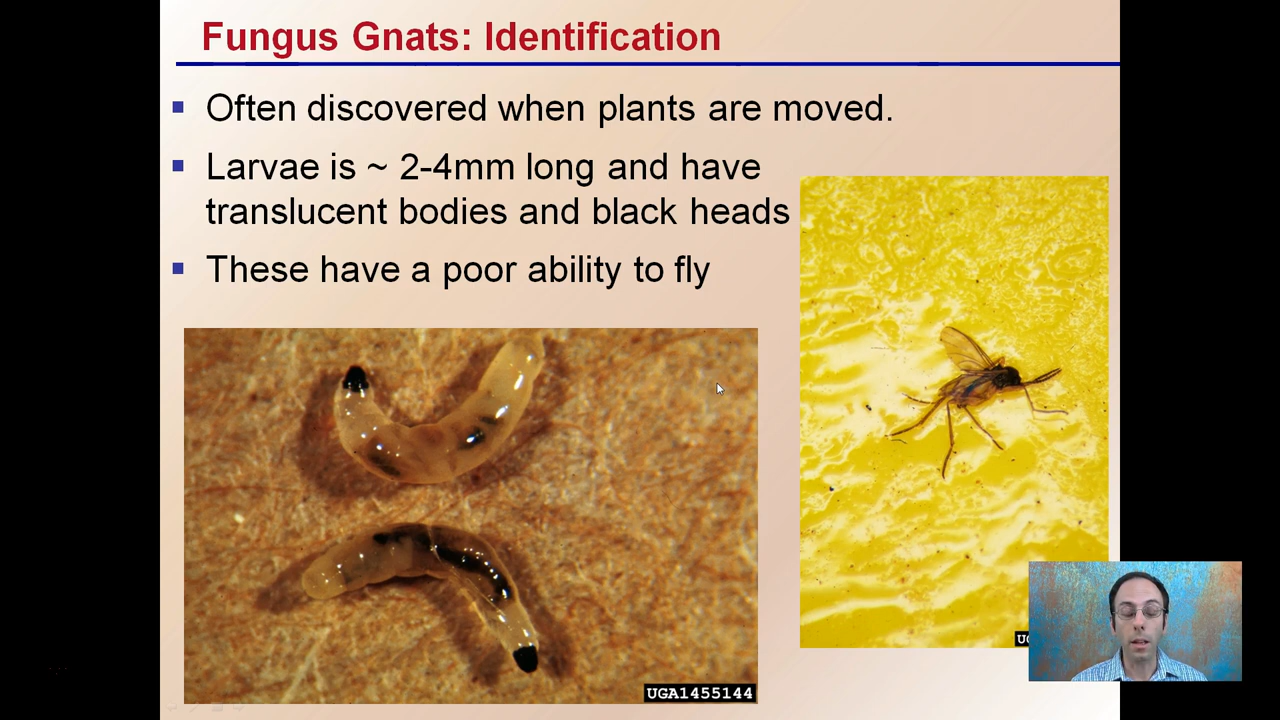 Fungus Gnats: Identification
Often discovered when plants are moved.
Larvae is ~ 2-4mm long and have
translucent bodies and black heads
These have a poor ability to fly
UGA1455144